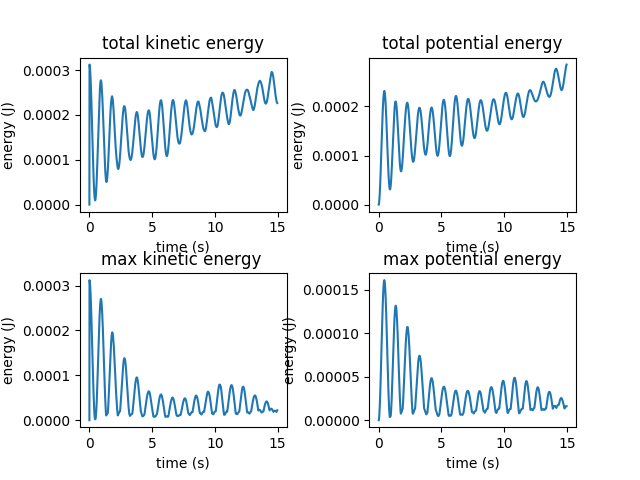 total kinetic energy
energy (J)
0.0003
0.0002
0.0001
0.0000
0 5 10 15
time (s)
total potential energy
energy (J)
0.0002
0.0001
0.0000
0 5 10 15
time (s)
max kinetic energy
energy (J)
0.0003
0.0002
0.0001
0.0000
0 5 10 15
time (s)
max potential energy
energy (J)
0.00015
0.00010
0.00005
0.00000
0 5 10 15
time (s)